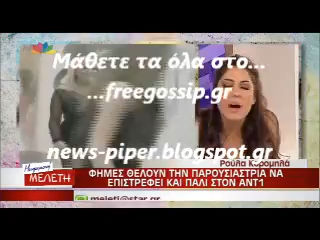 Μάθετε τα όλα στο...
...freegossip.gr
news-piper.blogspot.gr
Ρούλα Κορομηλά
Μεσημεριανή
ΜΕΛΕΤΗ
ΦΗΜΕΣ ΘΕΛΟΥΝ ΤΗΝ ΠΑΡΟΥΣΙΑΣΤΡΙΑ ΝΑ
ΕΠΙΣΤΡΕΦΕΙ ΚΑΙ ΠΑΛΙ ΣΤΟΝ ΑΝΤ1
meleti@star.gr